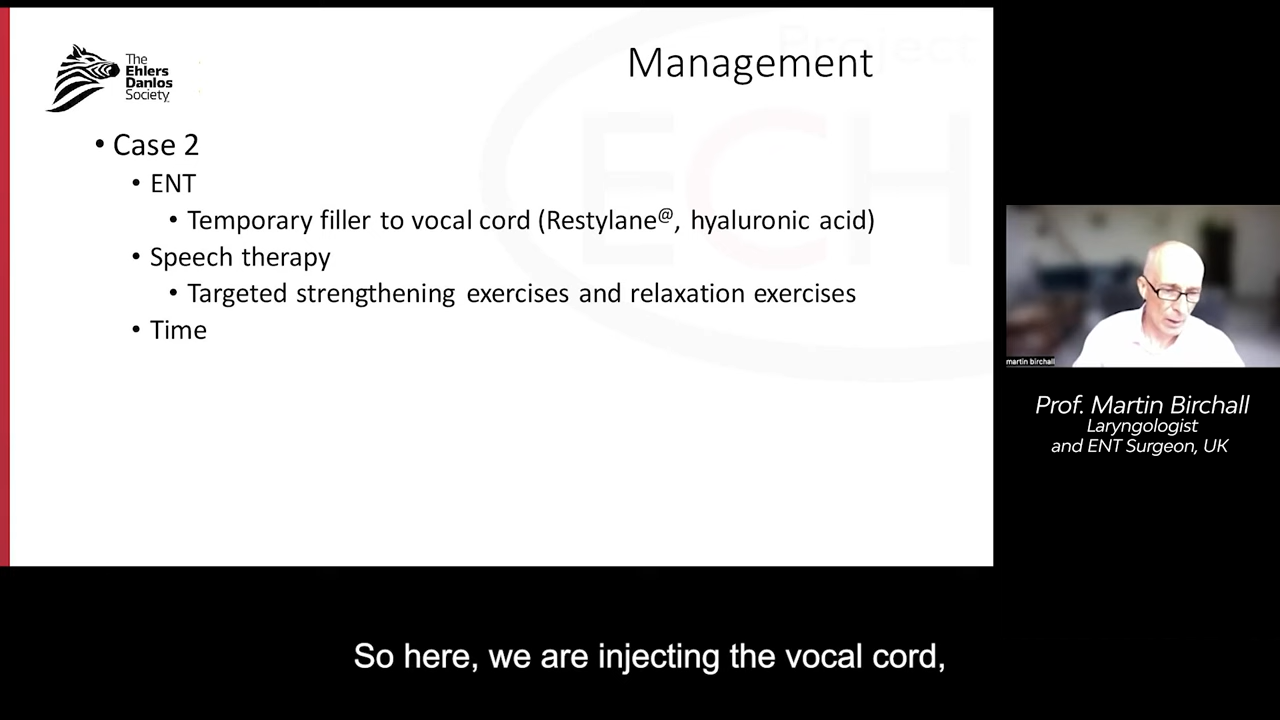 The
Ehlers
Danlos
Society
Management
Project
ECH
• Case 2
• ENT
• Temporary filler to vocal cord (Restylane@, hyaluronic acid)
• Speech therapy
• Targeted strengthening exercises and relaxation exercises
• Time
martin birchall
Prof. Martin Birchall
Laryngologist
and ENT Surgeon, UK
So here, we are injecting the vocal cord,